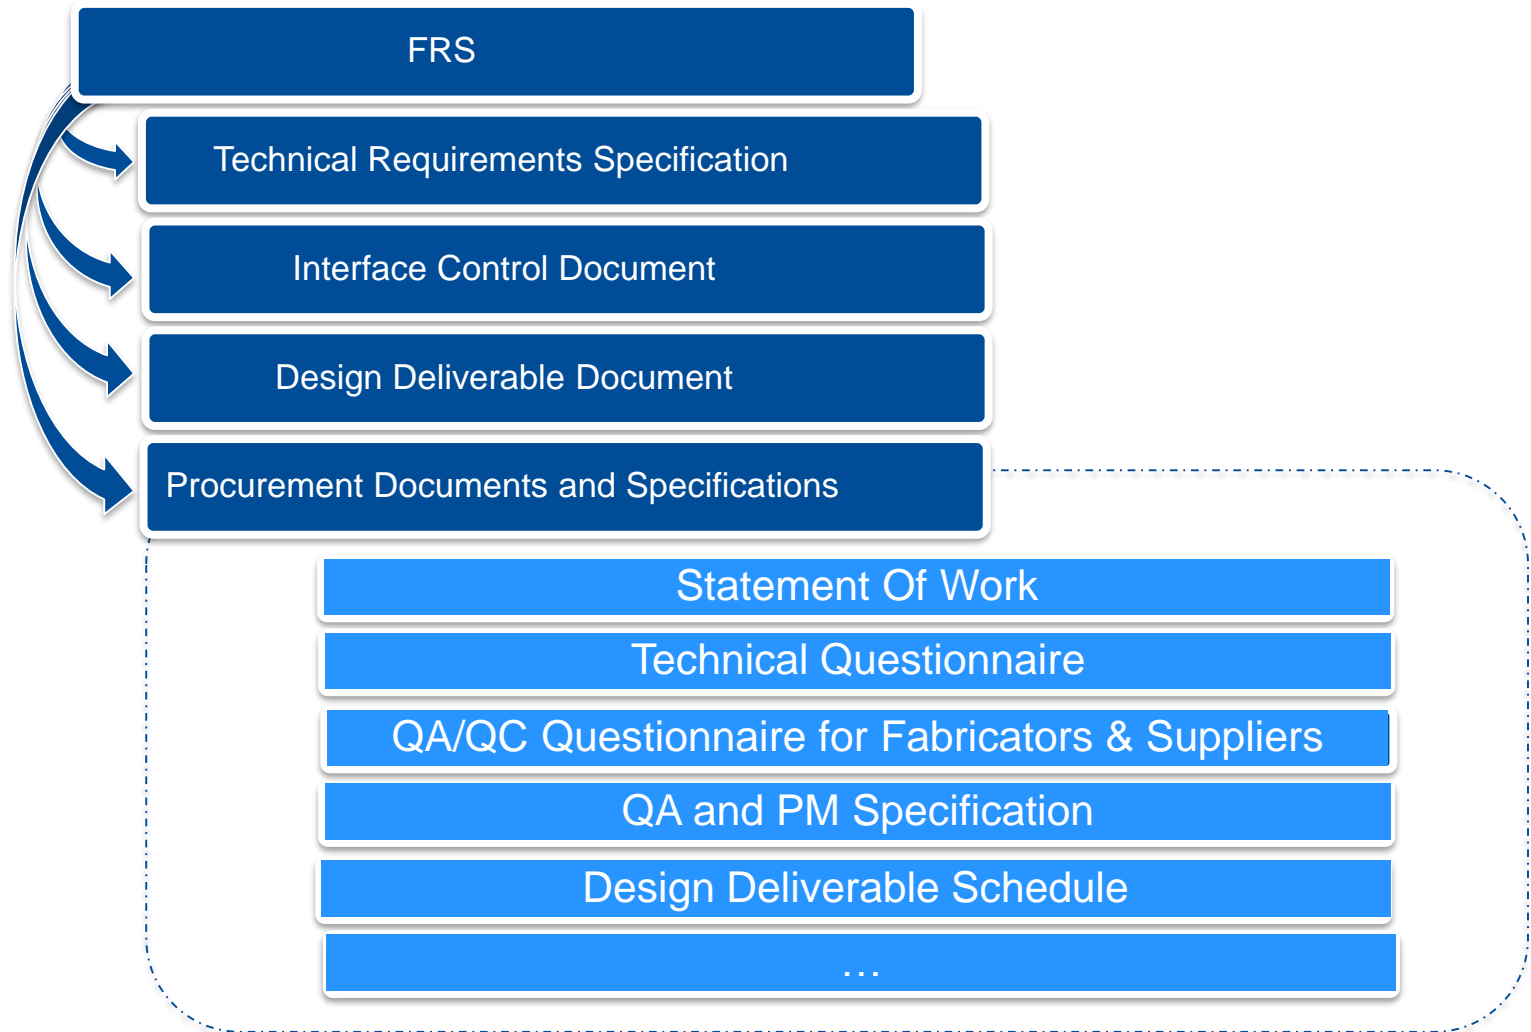 FRS
Technical Requirements Specification
Interface Control Document
Design Deliverable Document
Procurement Documents and Specifications
Statement Of Work
Technical Questionnaire
QA/QC Questionnaire for Fabricators & Suppliers
QA and PM Specification
Design Deliverable Schedule
…